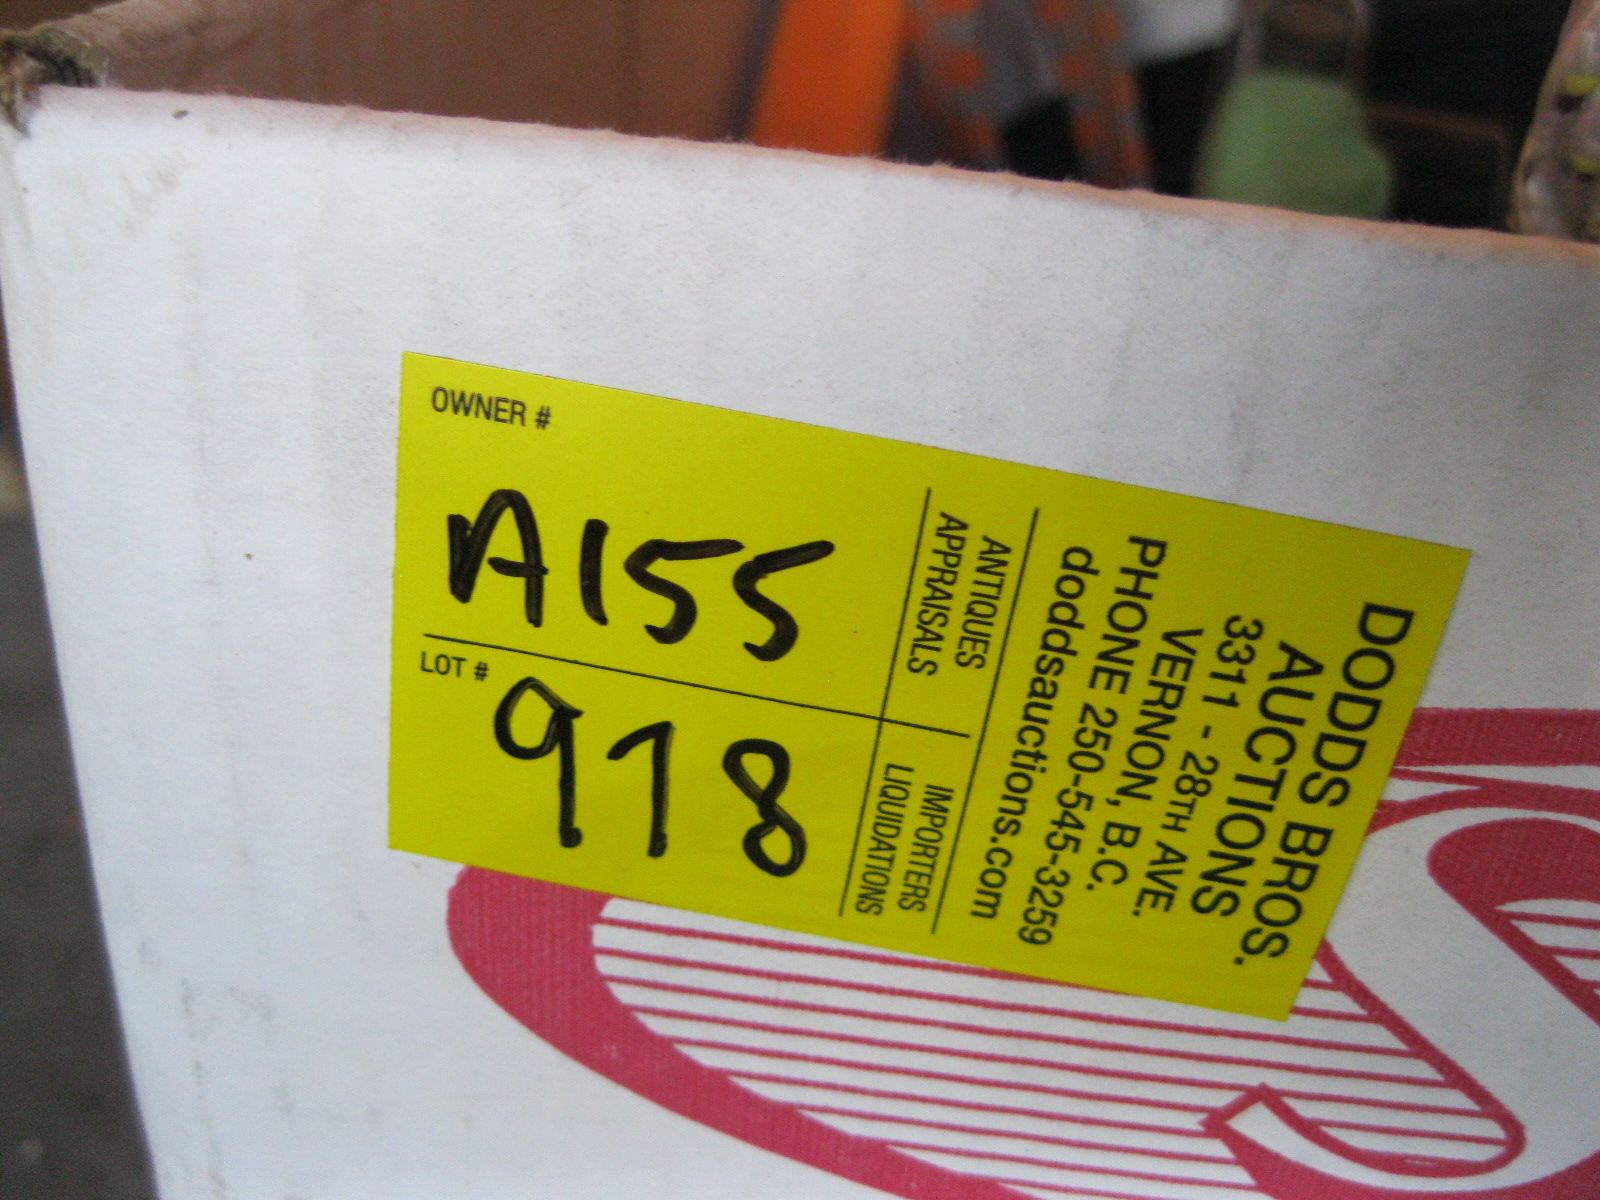 OWNER #
A155
LOT #
918
ANTIQUES
APPRAISALS
IMPORTERS
LIQUIDATIONS
DODDS BROS.
AUCTIONS
3311 - 28TH AVE.
VERNON, B.C.
PHONE 250-545-3259
doddsauctions.com